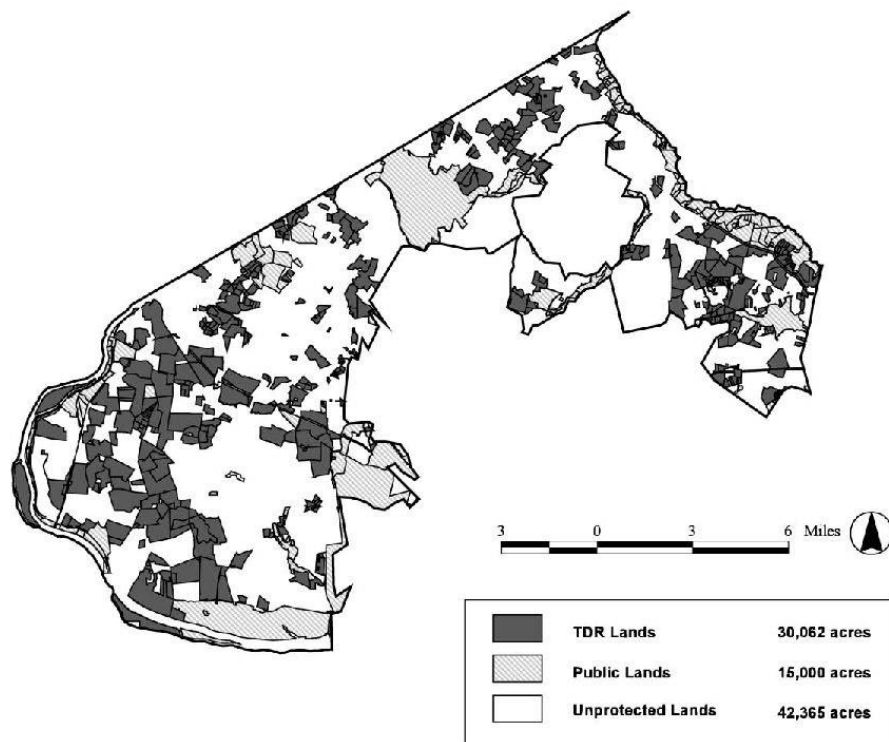 3 0 3 6 Miles
TDR Lands 30,062 acres
Public Lands 15,000 acres
Unprotected Lands 42,365 acres